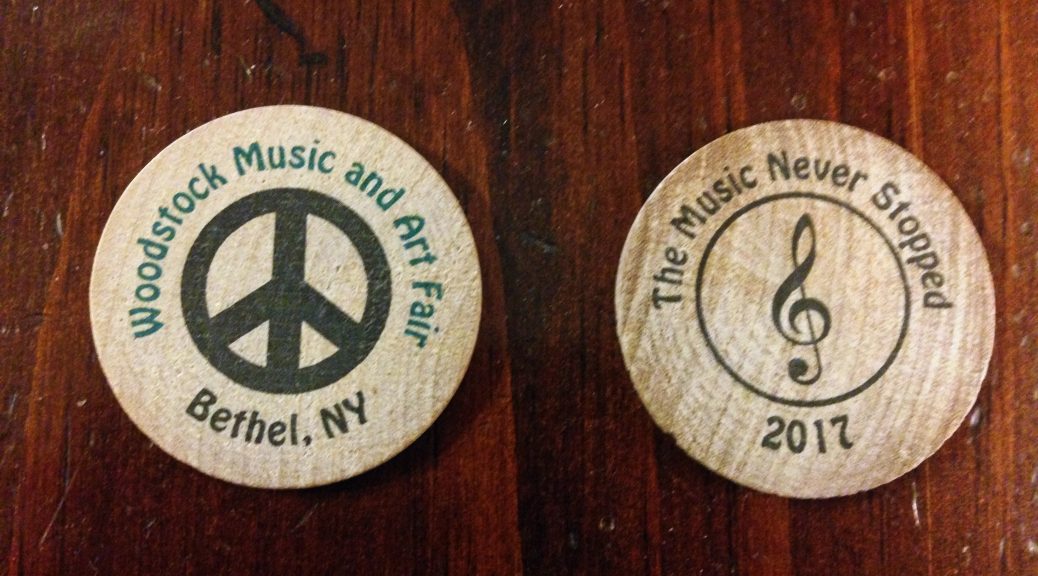 Woodstock Music and Art Fair
Bethel, NY
The Music Never Stopped
2017